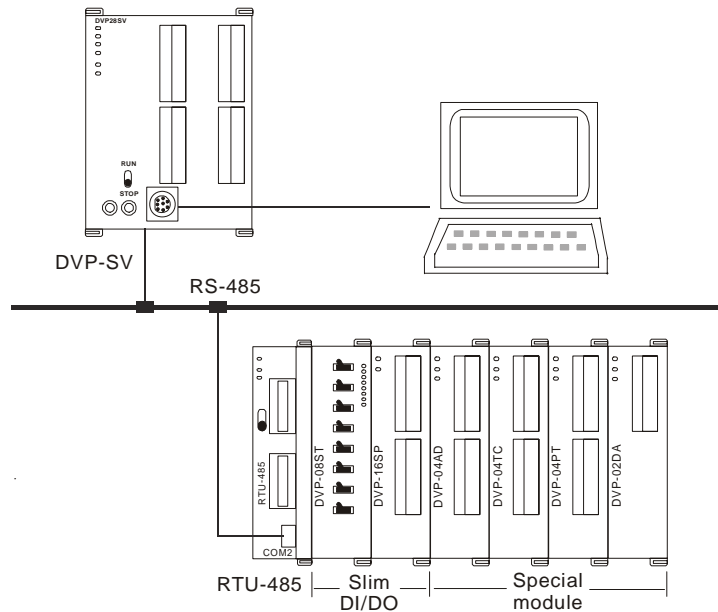 DVP28SV
RUN
STOP
DVP-SV
RS-485
RTU-485
COM2
DVP-08ST
DVP-16SP
DVP-04AD
DVP-04TC
DVP-04PT
DVP-02DA
RTU-485
Slim
DI/DO
Special
module